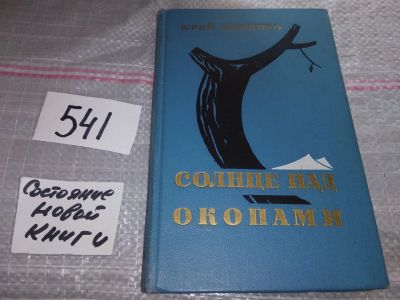 ЮРИЙ
СОЛНЦЕ НАД
ОКОПАМИ
541
Состояние
новой
книги